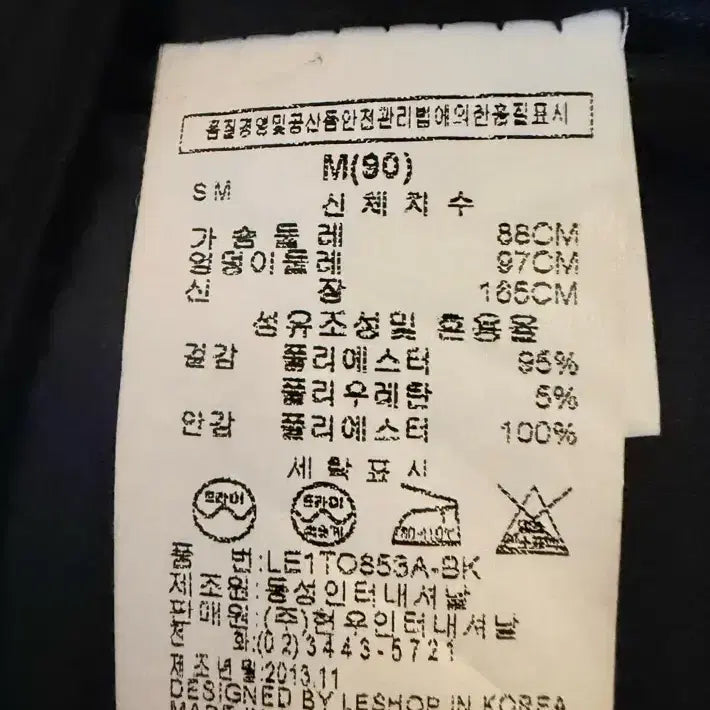 품질경영및공산품안전관리법에의한품질표시
M(90)
S M
신체치수
가슴둘레 88CM
엉덩이둘레 97CM
신장 165CM
섬유조성및 혼용율
겉감 폴리에스터 95%
폴리우레탄 5%
안감 폴리에스터 100%
세탁표시
드라이
드라이
품 번:LE1TO853A-BK
제조원:동성인터내셔날
판매원:(주)현우인터내셔날
전 화:(02)3443-5721
제조년월:2013.11
DESIGNED BY LESHOP IN KOREA